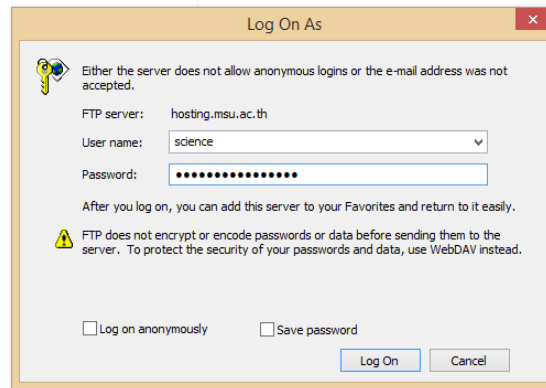 Log On As
Either the server does not allow anonymous logins or the e-mail address was not
accepted.
FTP server: hosting.msu.ac.th
User name: science
Password: ••••••••••••••••
After you log on, you can add this server to your Favorites and return to it easily.
FTP does not encrypt or encode passwords or data before sending them to the
server. To protect the security of your passwords and data, use WebDAV instead.
Log on anonymously Save password
Log On Cancel